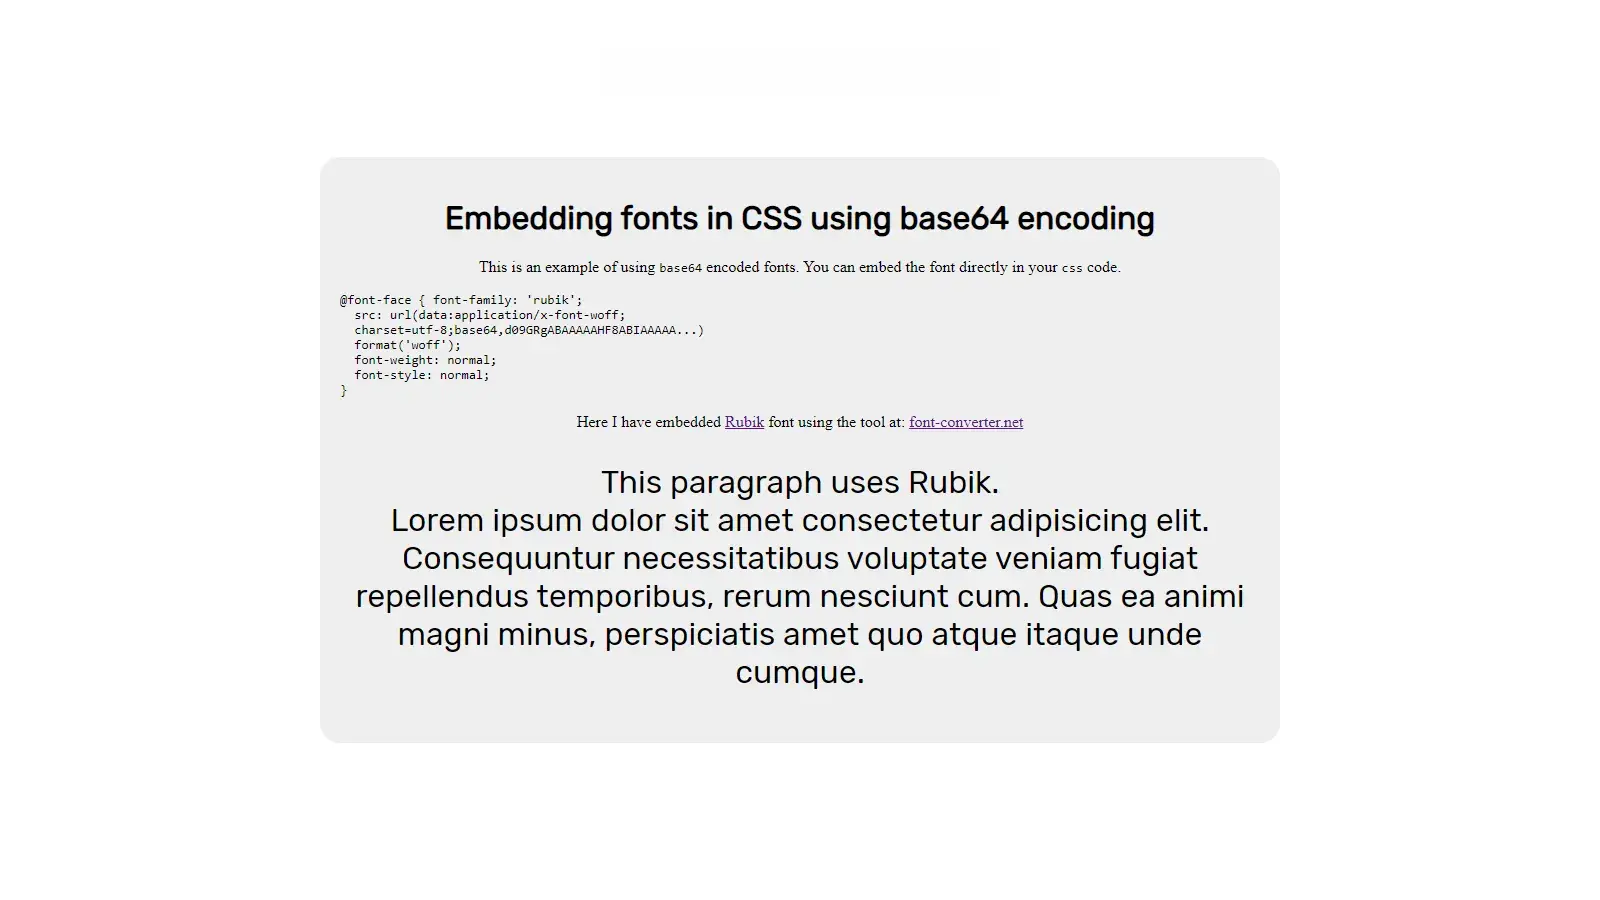 Embedding fonts in CSS using base64 encoding
This is an example of using base64 encoded fonts. You can embed the font directly in your css code.
@font-face { font-family: 'rubik';
  src: url(data:application/x-font-woff;
  charset=utf-8;base64,d09GRgABAAAAAHF8ABIAAAAA...)
  format('woff');
  font-weight: normal;
  font-style: normal;
}
Here I have embedded Rubik font using the tool at: font-converter.net
This paragraph uses Rubik.
Lorem ipsum dolor sit amet consectetur adipisicing elit.
Consequuntur necessitatibus voluptate veniam fugiat
repellendus temporibus, rerum nesciunt cum. Quas ea animi
magni minus, perspiciatis amet quo atque itaque unde
cumque.